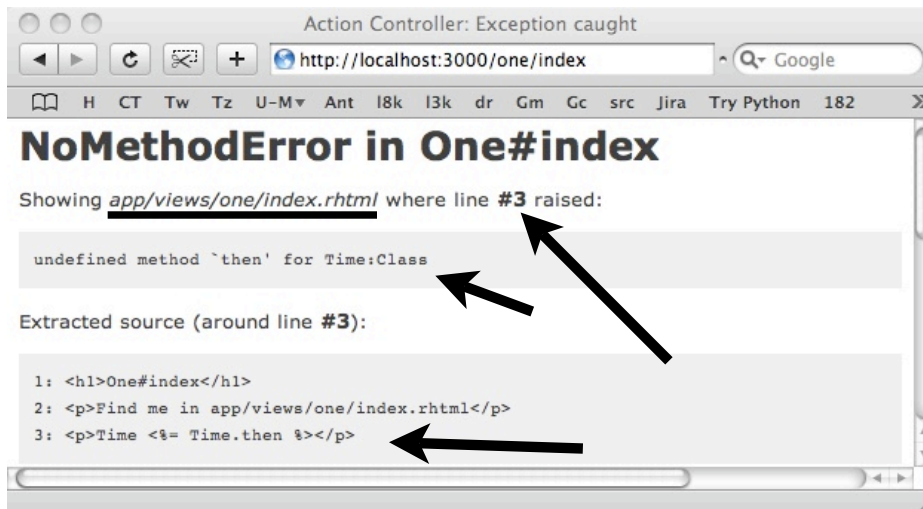 Action Controller: Exception caught
http://localhost:3000/one/index
Google
H CT Tw Tz U-M▾ Ant I8k I3k dr Gm Gc src Jira Try Python 182
NoMethodError in One#index
Showing app/views/one/index.rhtml where line #3 raised:
undefined method `then' for Time:Class
Extracted source (around line #3):
1: <h1>One#index</h1>
2: <p>Find me in app/views/one/index.rhtml</p>
3: <p>Time <%= Time.then %></p>